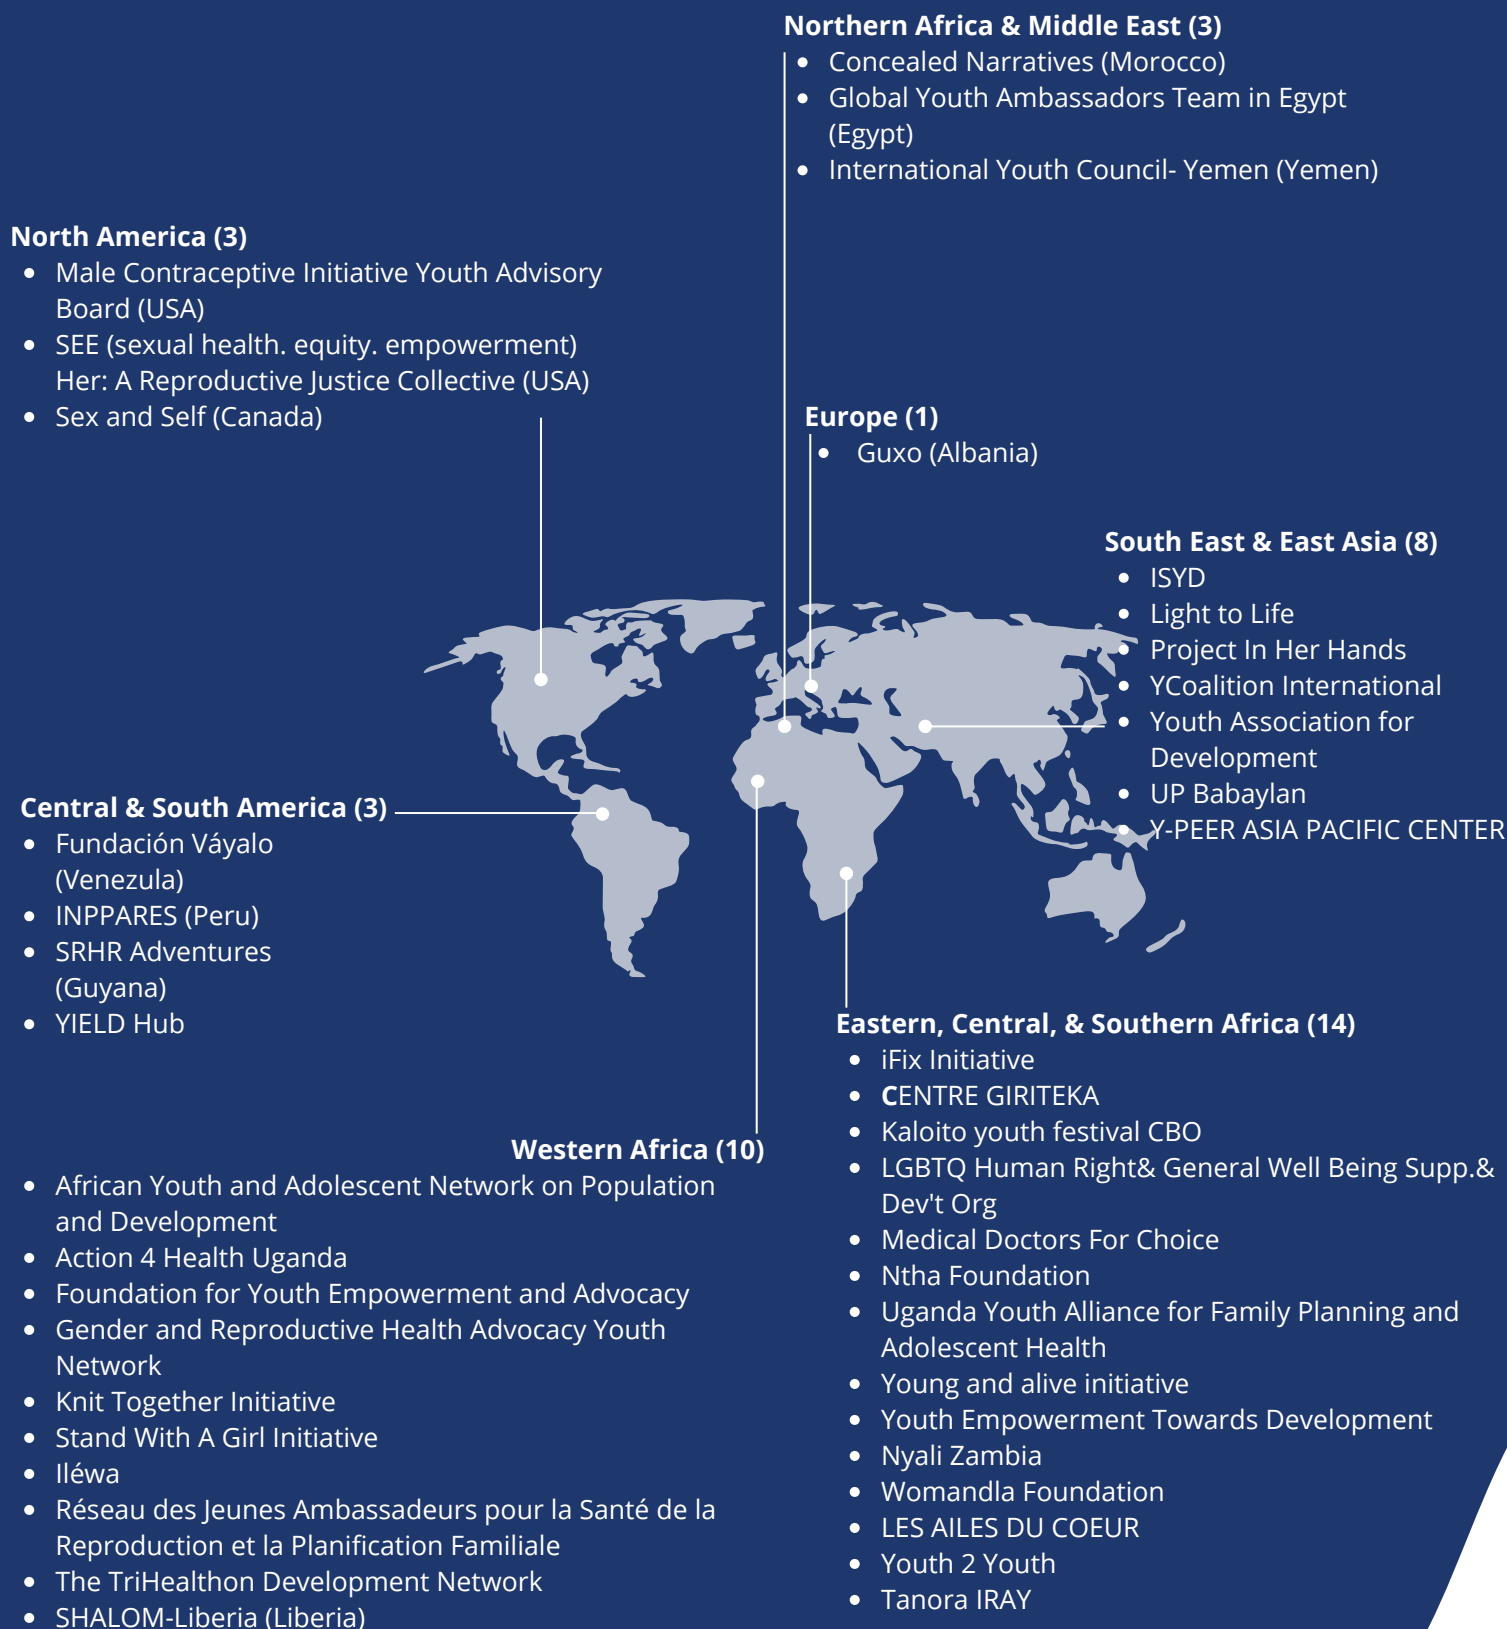 Northern Africa & Middle East (3)
• Concealed Narratives (Morocco)
• Global Youth Ambassadors Team in Egypt
(Egypt)
• International Youth Council- Yemen (Yemen)
North America (3)
• Male Contraceptive Initiative Youth Advisory
Board (USA)
• SEE (sexual health. equity. empowerment)
Her: A Reproductive Justice Collective (USA)
• Sex and Self (Canada)
Europe (1)
• Guxo (Albania)
South East & East Asia (8)
• ISYD
• Light to Life
• Project In Her Hands
• YCoalition International
• Youth Association for
Development
• UP Babaylan
• Y-PEER ASIA PACIFIC CENTER
Central & South America (3)
• Fundación Váyalo
(Venezula)
• INPPARES (Peru)
• SRHR Adventures
(Guyana)
• YIELD Hub
Eastern, Central, & Southern Africa (14)
• iFix Initiative
• CENTRE GIRITEKA
• Kaloito youth festival CBO
• LGBTQ Human Right& General Well Being Supp.&
Dev't Org
• Medical Doctors For Choice
• Ntha Foundation
• Uganda Youth Alliance for Family Planning and
Adolescent Health
• Young and alive initiative
• Youth Empowerment Towards Development
• Nyali Zambia
• Womandla Foundation
• LES AILES DU COEUR
• Youth 2 Youth
• Tanora IRAY
Western Africa (10)
• African Youth and Adolescent Network on Population
and Development
• Action 4 Health Uganda
• Foundation for Youth Empowerment and Advocacy
• Gender and Reproductive Health Advocacy Youth
Network
• Knit Together Initiative
• Stand With A Girl Initiative
• Iléwa
• Réseau des Jeunes Ambassadeurs pour la Santé de la
Reproduction et la Planification Familiale
• The TriHealthon Development Network
• SHALOM-Liberia (Liberia)